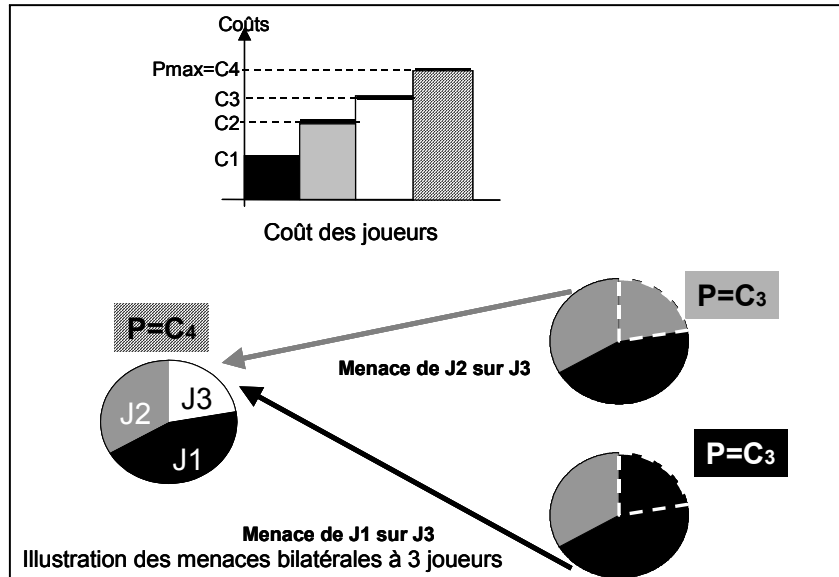 Coûts
Pmax=C4
C3
C2
C1
Coût des joueurs
P=C4
P=C3
Menace de J2 sur J3
J2
J3
J1
P=C3
Menace de J1 sur J3
Illustration des menaces bilatérales à 3 joueurs